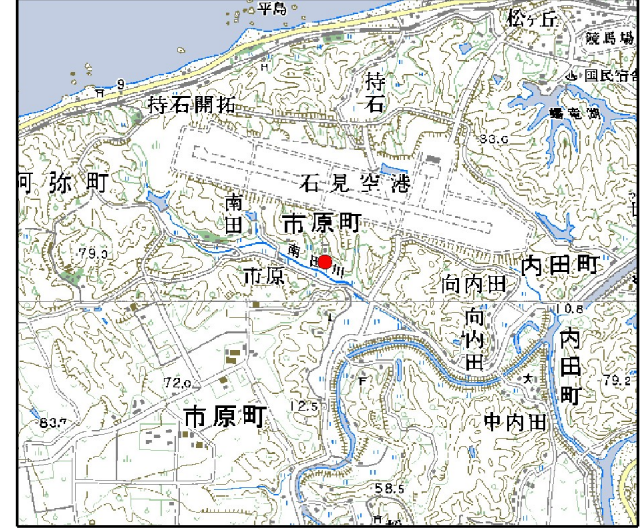 平島
松ヶ丘
競馬場
国民宿舎
9
持石
持石開拓
蟠竜湖
33.0
石見空港
阿弥町
南田
市原町
79.3
南田川
市原
内田町
向内田
10.8
向内田
内田町
72.0
79.2
12.5
市原町
83.7
中内田
58.5